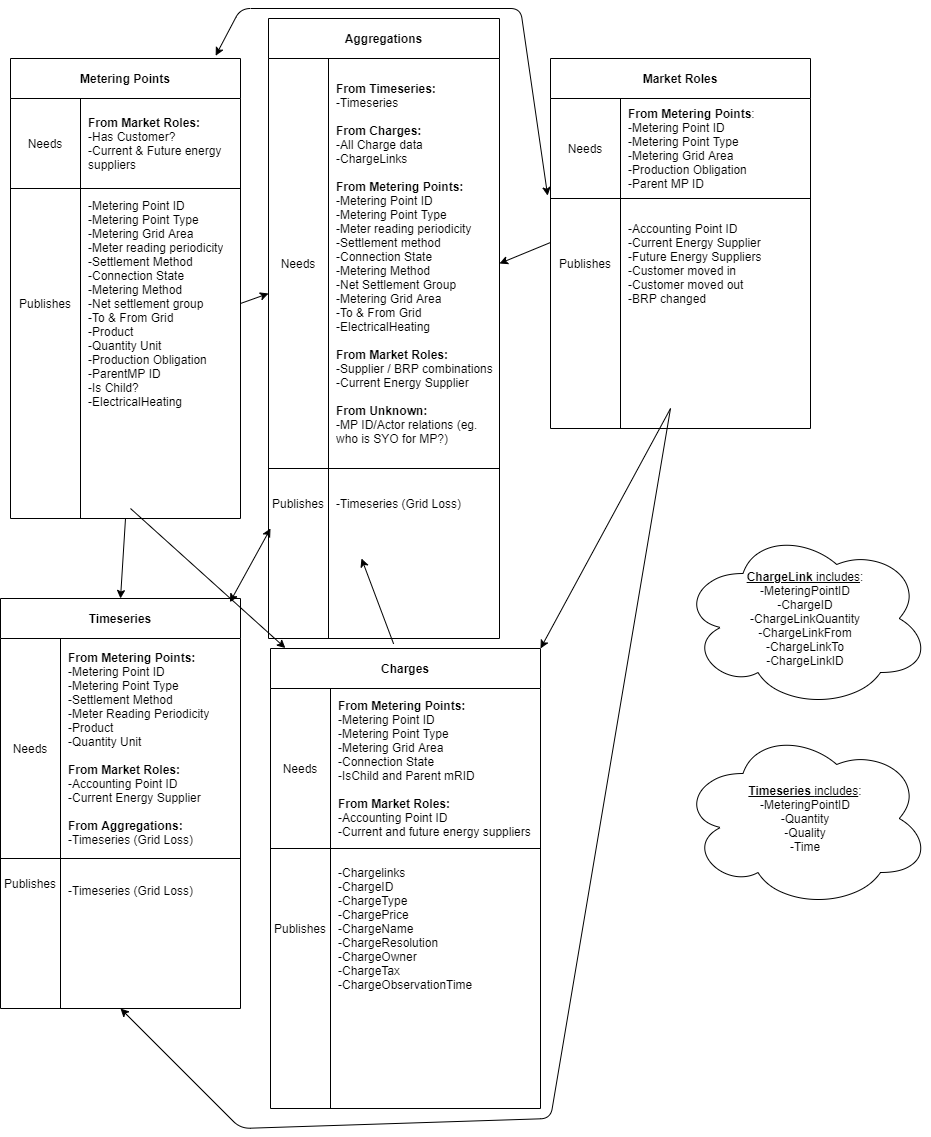 Metering Points
Needs
From Market Roles:
-Has Customer?
-Current & Future energy
suppliers
Publishes
-Metering Point ID
-Metering Point Type
-Metering Grid Area
-Meter reading periodicity
-Settlement Method
-Connection State
-Metering Method
-Net settlement group
-To & From Grid
-Product
-Quantity Unit
-Production Obligation
-ParentMP ID
-Is Child?
-ElectricalHeating
Aggregations
Needs
From Timeseries:
-Timeseries
From Charges:
-All Charge data
-ChargeLinks
From Metering Points:
-Metering Point ID
-Metering Point Type
-Meter reading periodicity
-Settlement method
-Connection State
-Metering Method
-Net Settlement Group
-Metering Grid Area
-To & From Grid
-ElectricalHeating
From Market Roles:
-Supplier / BRP combinations
-Current Energy Supplier
From Unknown:
-MP ID/Actor relations (eg.
who is SYO for MP?)
Publishes
-Timeseries (Grid Loss)
Market Roles
Needs
From Metering Points:
-Metering Point ID
-Metering Point Type
-Metering Grid Area
-Production Obligation
-Parent MP ID
Publishes
-Accounting Point ID
-Current Energy Supplier
-Future Energy Suppliers
-Customer moved in
-Customer moved out
-BRP changed
Timeseries
Needs
From Metering Points:
-Metering Point ID
-Metering Point Type
-Settlement Method
-Meter Reading Periodicity
-Product
-Quantity Unit
From Market Roles:
-Accounting Point ID
-Current Energy Supplier
From Aggregations:
-Timeseries (Grid Loss)
Publishes
-Timeseries (Grid Loss)
Charges
Needs
From Metering Points:
-Metering Point ID
-Metering Point Type
-Metering Grid Area
-Connection State
-IsChild and Parent mRID
From Market Roles:
-Accounting Point ID
-Current and future energy suppliers
Publishes
-Chargelinks
-ChargeID
-ChargeType
-ChargePrice
-ChargeName
-ChargeResolution
-ChargeOwner
-ChargeTax
-ChargeObservationTime
ChargeLink includes:
-MeteringPointID
-ChargeID
-ChargeLinkQuantity
-ChargeLinkFrom
-ChargeLinkTo
-ChargeLinkID
Timeseries includes:
-MeteringPointID
-Quantity
-Quality
-Time